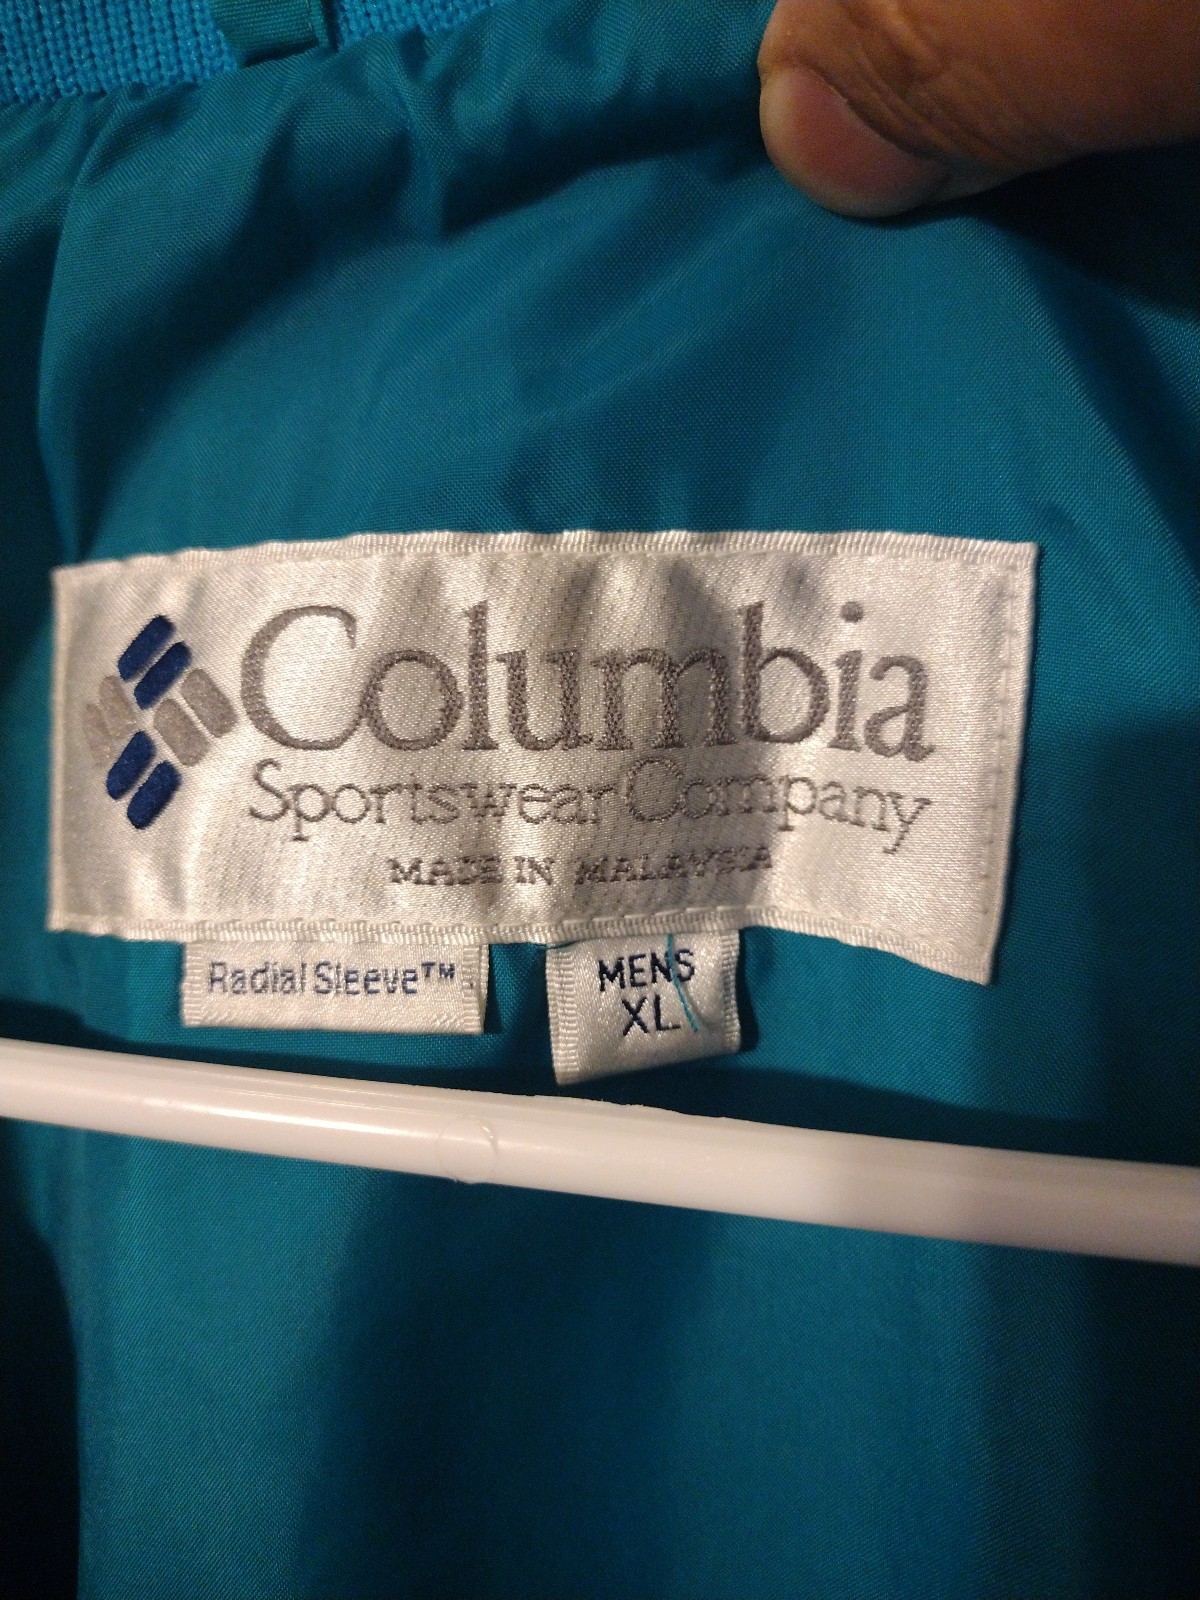 Columbia
Sportswear Company
MADE IN MALAYSIA
Radial Sleeve™
MENS
XL